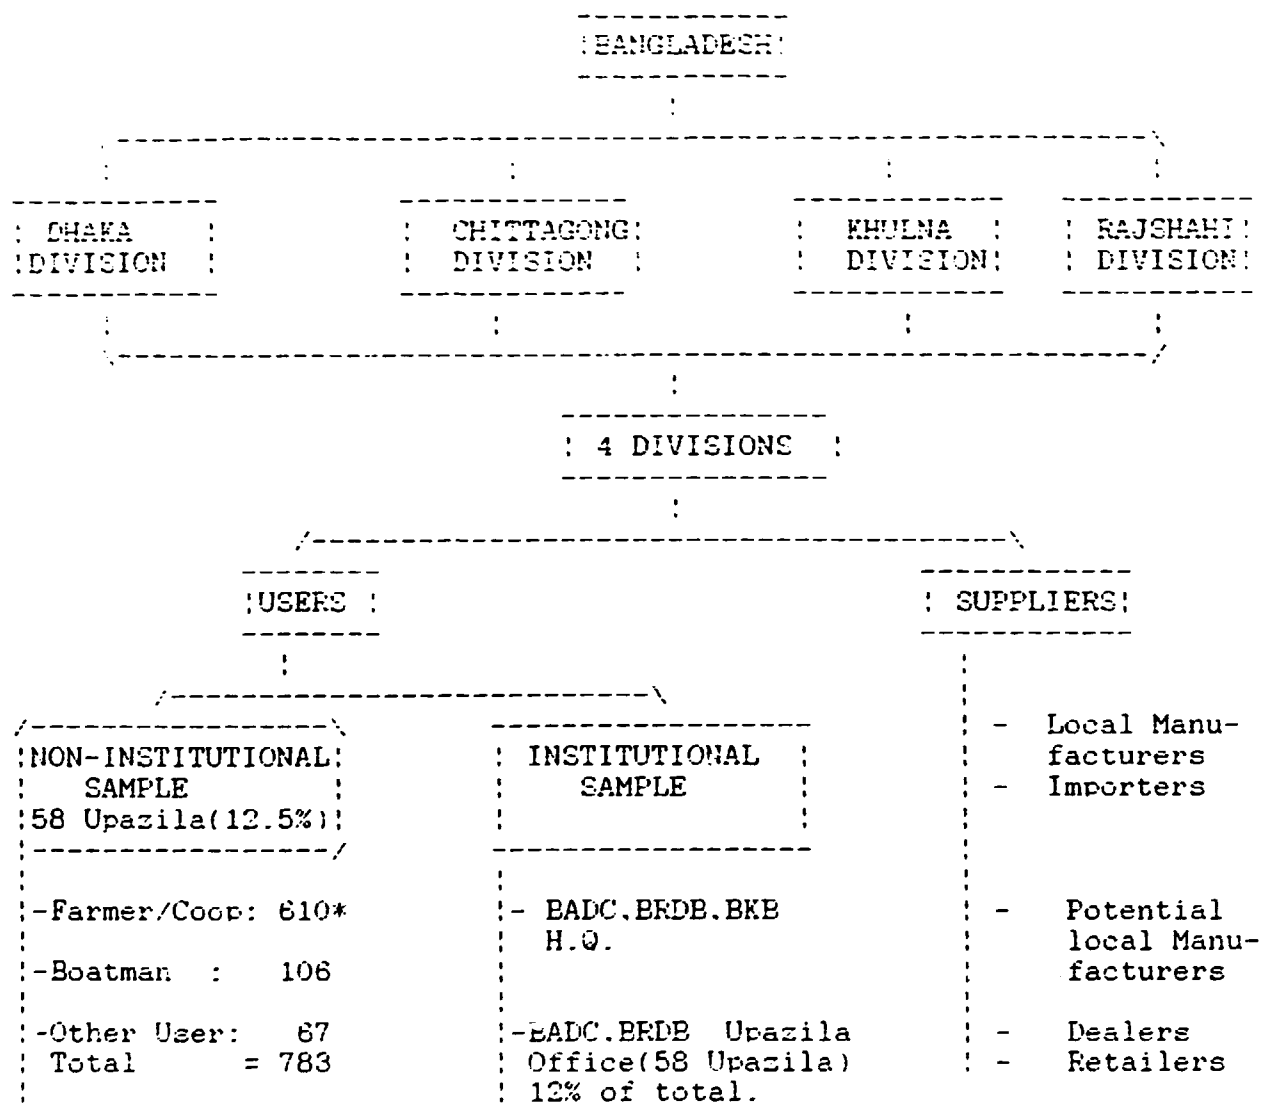 BANGLADESH
DHAKA DIVISION
CHITTAGONG DIVISION
KHULNA DIVISION
RAJSHAHI DIVISION
4 DIVISIONS
USERS
SUPPLIERS
NON-INSTITUTIONAL
SAMPLE
58 Upazila(12.5%)
-Farmer/Coop: 610*
-Boatman : 106
-Other User: 67
Total = 783
INSTITUTIONAL
SAMPLE
- BADC.BRDB.BKB
H.Q.
-BADC.BRDB Upazila
Office(58 Upazila)
12% of total.
- Local Manu-
facturers
- Importers
- Potential
local Manu-
facturers
- Dealers
- Retailers